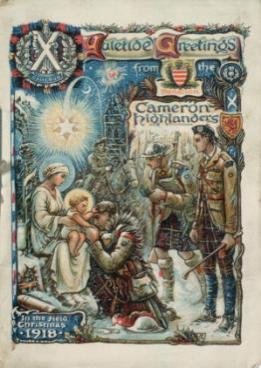 Yuletide Greetings
from the
Cameron
Highlanders
In the Field
Christmas
1918